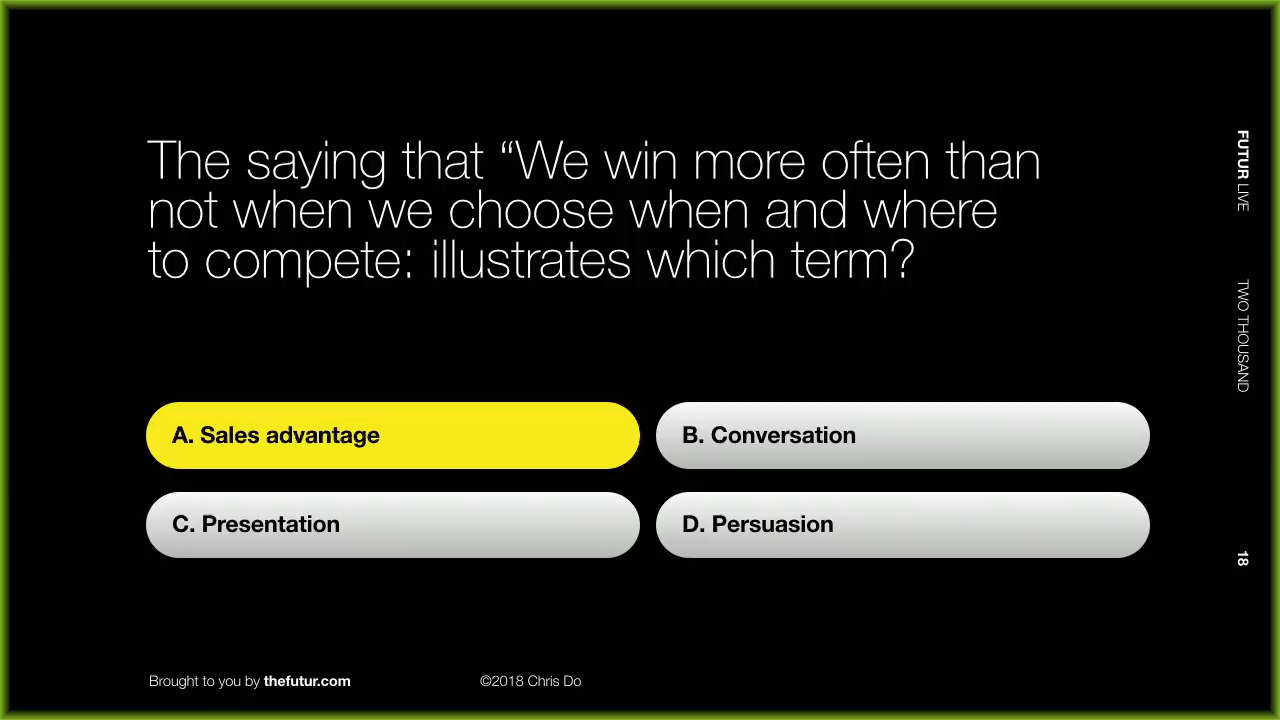 The saying that “We win more often than
not when we choose when and where
to compete: illustrates which term?
A. Sales advantage
B. Conversation
C. Presentation
D. Persuasion
Brought to you by thefutur.com
©2018 Chris Do
FUTUR LIVE
TWO THOUSAND
18